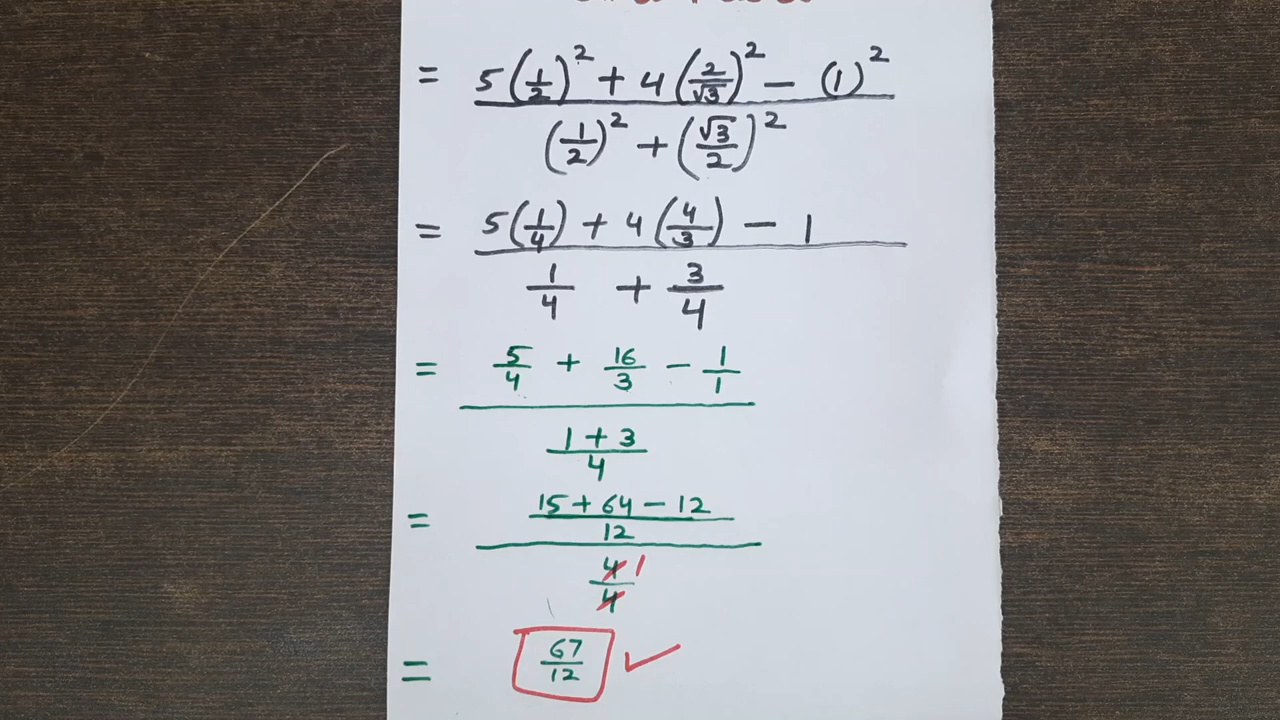 = 5(1/2)² + 4(2/√3)² − (1)²
(1/2)² + (√3/2)²
= 5(1/4) + 4(4/3) − 1
1/4 + 3/4
= 5/4 + 16/3 − 1/1
1 + 3
4
= 15 + 64 − 12
12
4 1
4
= 67/12 ✓